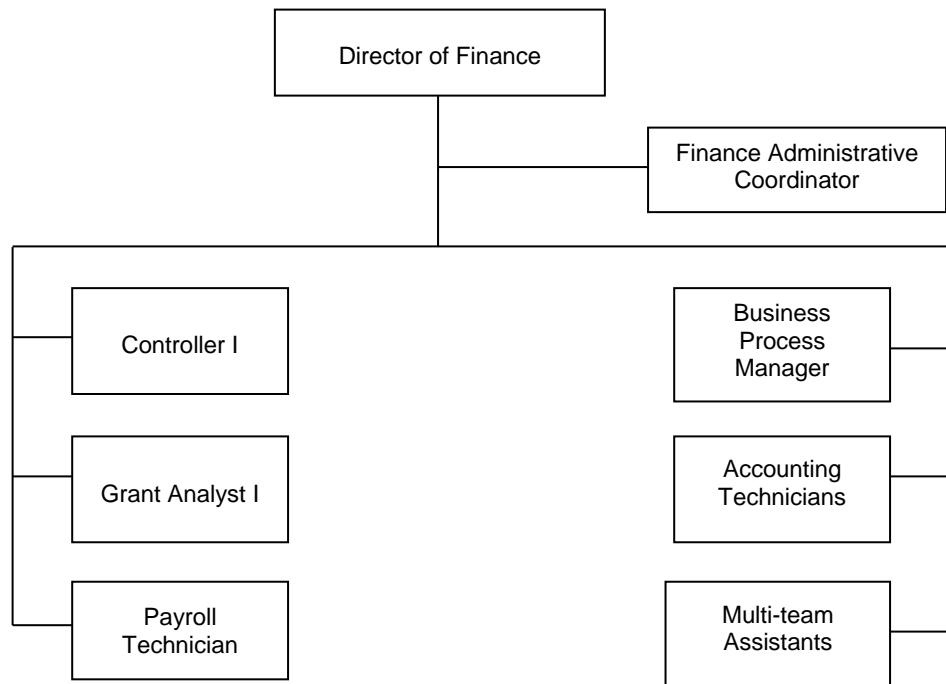 Director of Finance
Finance Administrative
Coordinator
Controller I
Grant Analyst I
Payroll
Technician
Business
Process
Manager
Accounting
Technicians
Multi-team
Assistants